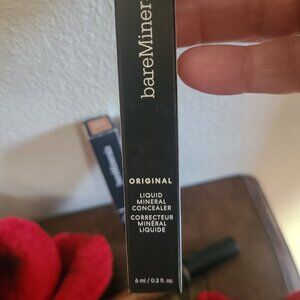 bareMiner
ORIGINAL
LIQUID
MINERAL
CONCEALER
CORRECTEUR
MINÉRAL
LIQUIDE
6 ml / 0.2 fl. oz.